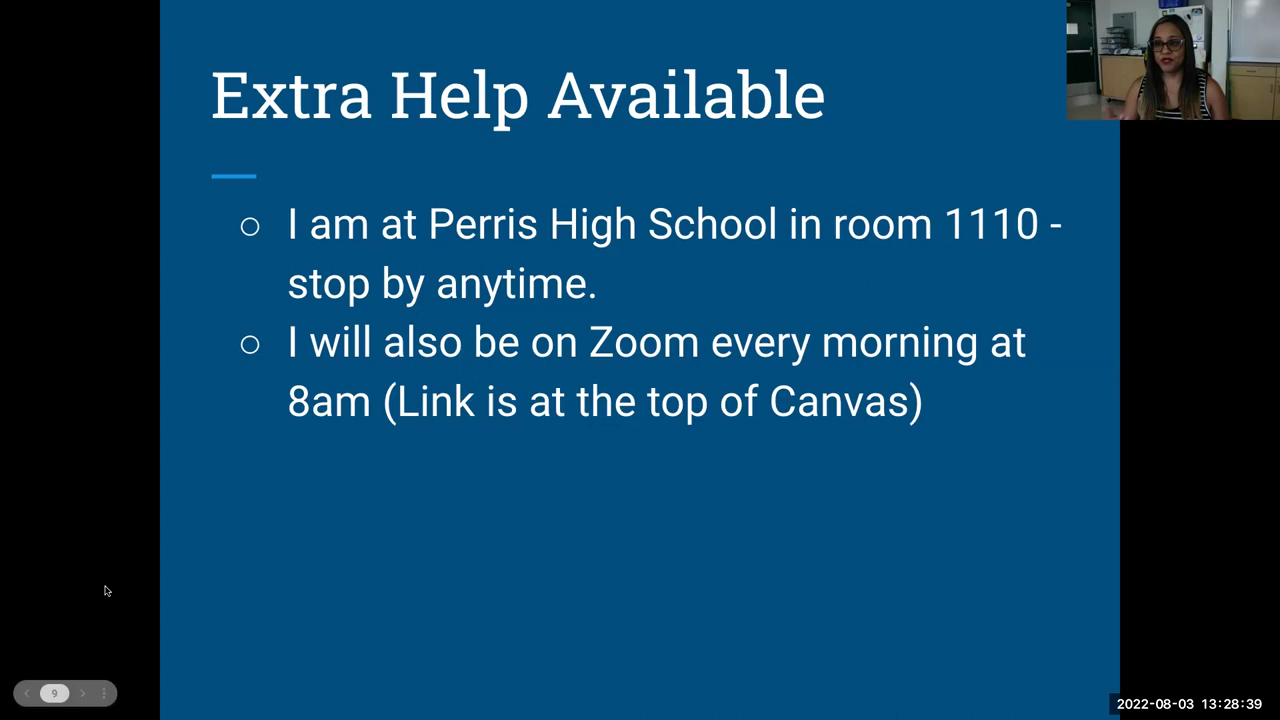 Extra Help Available
○ I am at Perris High School in room 1110 -
stop by anytime.
○ I will also be on Zoom every morning at
8am (Link is at the top of Canvas)
9
2022-08-03 13:28:39